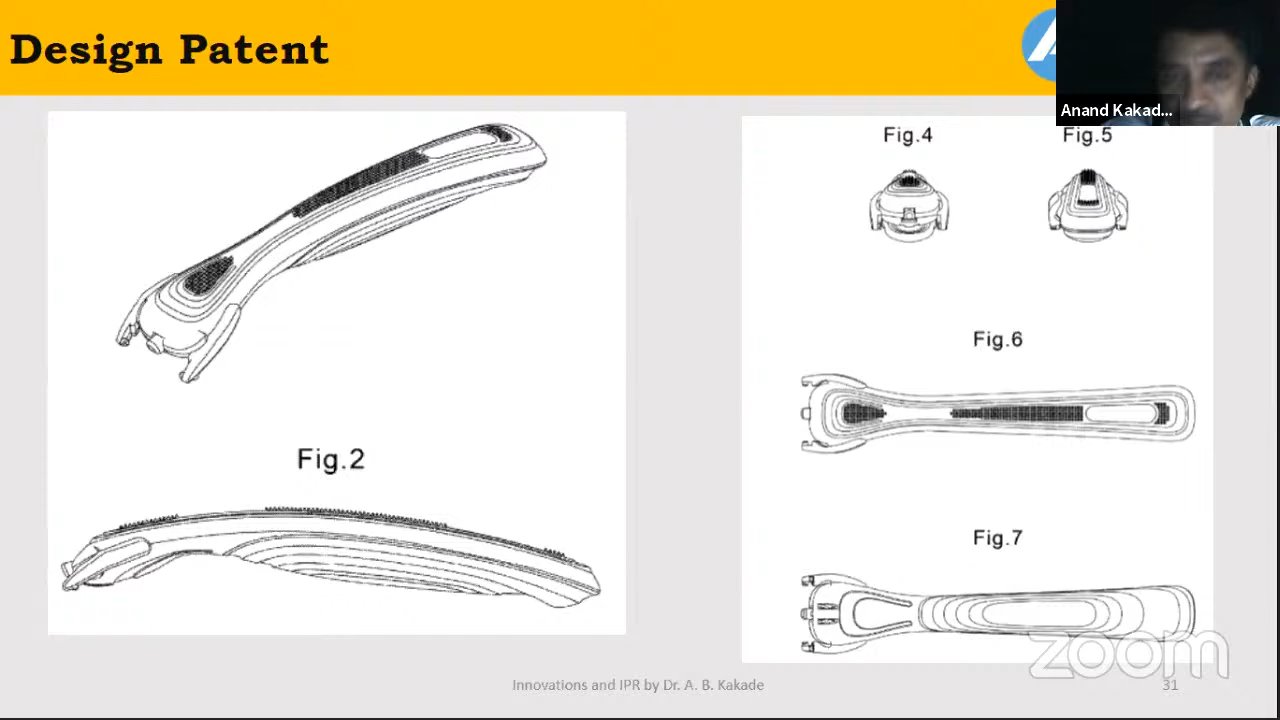 Design Patent
Anand Kakad...
Fig.4
Fig.5
Fig.6
Fig.2
Fig.7
zoom
Innovations and IPR by Dr. A. B. Kakade
31